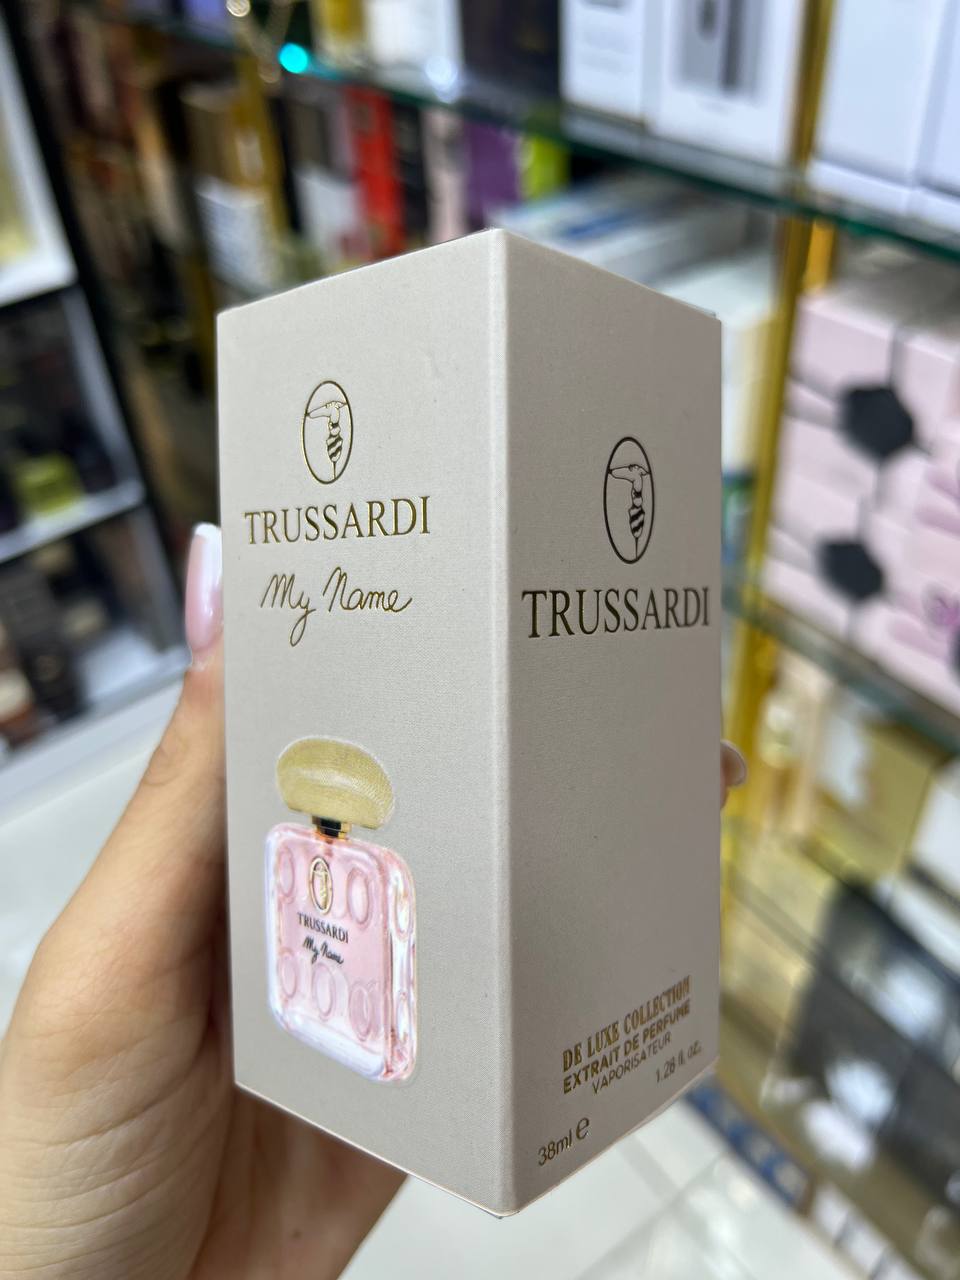 TRUSSARDI
My Name
TRUSSARDI
My Name
TRUSSARDI
DE LUXE COLLECTION
EXTRAIT DE PERFUME
VAPORISATEUR
38ml e 1.28 fl. oz.